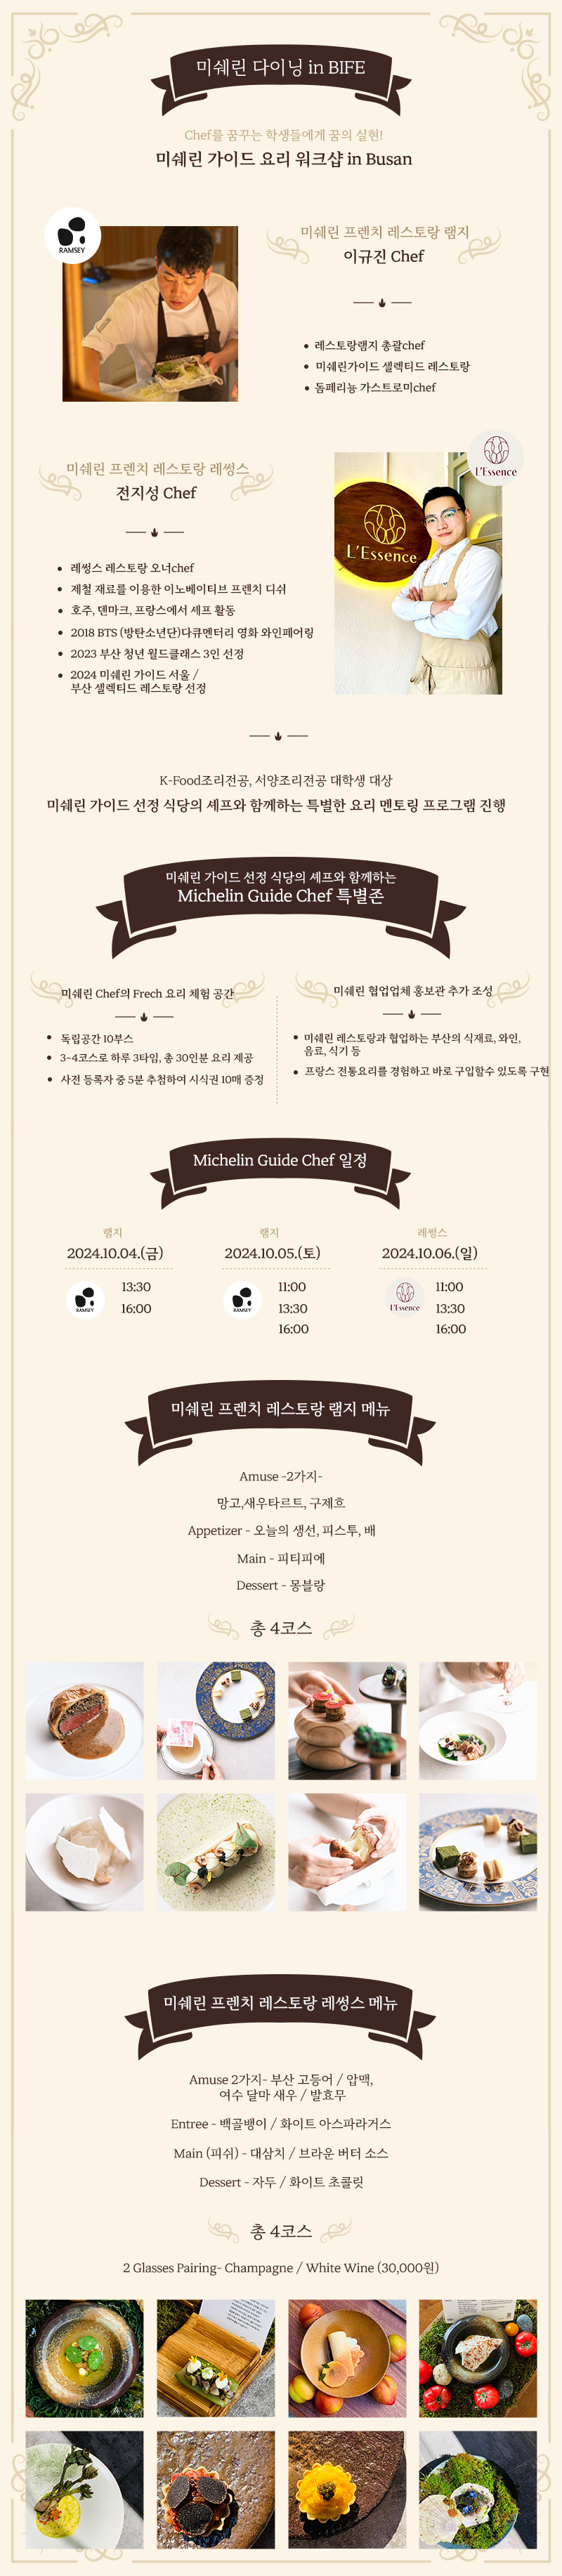 미쉐린 다이닝 in BIFE
Chef를 꿈꾸는 학생들에게 꿈의 실현!
미쉐린 가이드 요리 워크샵 in Busan
RAMSEY
미쉐린 프렌치 레스토랑 램지
이규진 Chef
• 레스토랑램지 총괄chef
• 미쉐린가이드 셀렉티드 레스토랑
• 돔페리뇽 가스트로미chef
미쉐린 프렌치 레스토랑 레썽스
전지성 Chef
• 레썽스 레스토랑 오너chef
• 제철 재료를 이용한 이노베이티브 프렌치 디쉬
• 호주, 덴마크, 프랑스에서 셰프 활동
• 2018 BTS (방탄소년단)다큐멘터리 영화 와인페어링
• 2023 부산 청년 월드클래스 3인 선정
• 2024 미쉐린 가이드 서울 /
부산 셀렉티드 레스토랑 선정
L'Essence
L'Essence
K-Food조리전공, 서양조리전공 대학생 대상
미쉐린 가이드 선정 식당의 셰프와 함께하는 특별한 요리 멘토링 프로그램 진행
미쉐린 가이드 선정 식당의 셰프와 함께하는
Michelin Guide Chef 특별존
미쉐린 Chef의 Frech 요리 체험 공간
• 독립공간 10부스
• 3-4코스로 하루 3타임, 총 30인분 요리 제공
• 사전 등록자 중 5분 추첨하여 시식권 10매 증정
미쉐린 협업업체 홍보관 추가 조성
• 미쉐린 레스토랑과 협업하는 부산의 식재료, 와인,
음료, 식기 등
• 프랑스 전통요리를 경험하고 바로 구입할수 있도록 구현
Michelin Guide Chef 일정
램지
2024.10.04.(금)
RAMSEY
13:30
16:00
램지
2024.10.05.(토)
RAMSEY
11:00
13:30
16:00
레썽스
2024.10.06.(일)
L'Essence
11:00
13:30
16:00
미쉐린 프렌치 레스토랑 램지 메뉴
Amuse -2가지-
망고,새우타르트, 구제흐
Appetizer - 오늘의 생선, 피스투, 배
Main - 피티피에
Dessert - 몽블랑
총 4코스
미쉐린 프렌치 레스토랑 레썽스 메뉴
Amuse 2가지- 부산 고등어 / 압맥,
여수 달마 새우 / 발효무
Entree - 백골뱅이 / 화이트 아스파라거스
Main (피쉬) - 대삼치 / 브라운 버터 소스
Dessert - 자두 / 화이트 초콜릿
총 4코스
2 Glasses Pairing- Champagne / White Wine (30,000원)